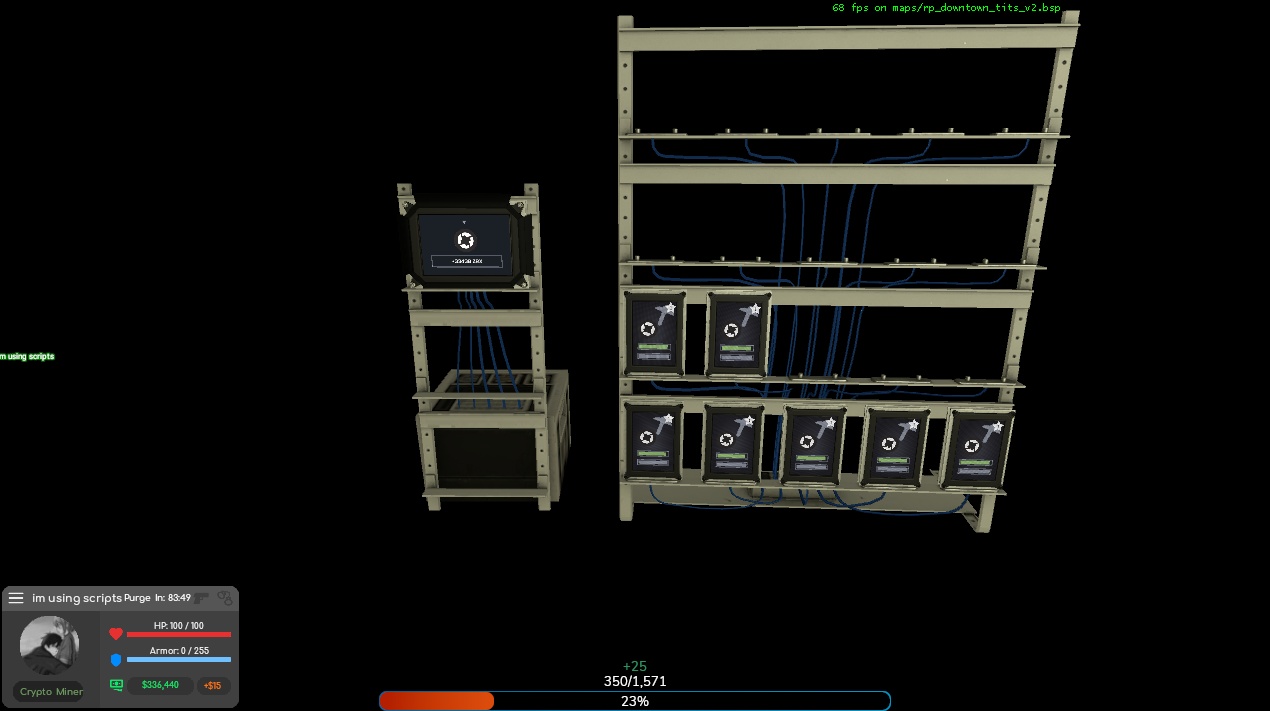 68 fps on maps/rp_downtown_tits_v2.bsp
m using scripts
im using scripts Purge In: 83:49
HP: 100 / 100
Armor: 0 / 255
Crypto Miner
$336,440
+$15
+25
350/1,571
23%